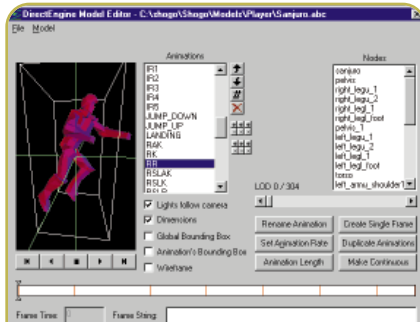 DirectEngine Model Editor - C:\shogo\Shogo\Models\Player\Sanjuro.abc
File Model
Animations
Nodes
IR1
IR2
IR3
IR4
IR5
JUMP_DOWN
JUMP_UP
LANDING
RAK
RK
RR
RSLAK
RSLK
sanjuro
pelvis
right_legu_1
right_legu_2
right_legl_1
right_legl_foot
pelvis_1
left_legu_1
left_legu_2
left_legl_1
left_legl_foot
torso
left_armu_shoulder1
LOD 0 / 304
Lights follow camera
Dimensions
Global Bounding Box
Animation's Bounding Box
Wireframe
Rename Animation
Create Single Frame
Set Animation Rate
Duplicate Animations
Animation Length
Make Continuous
Frame Time: 0
Frame String: